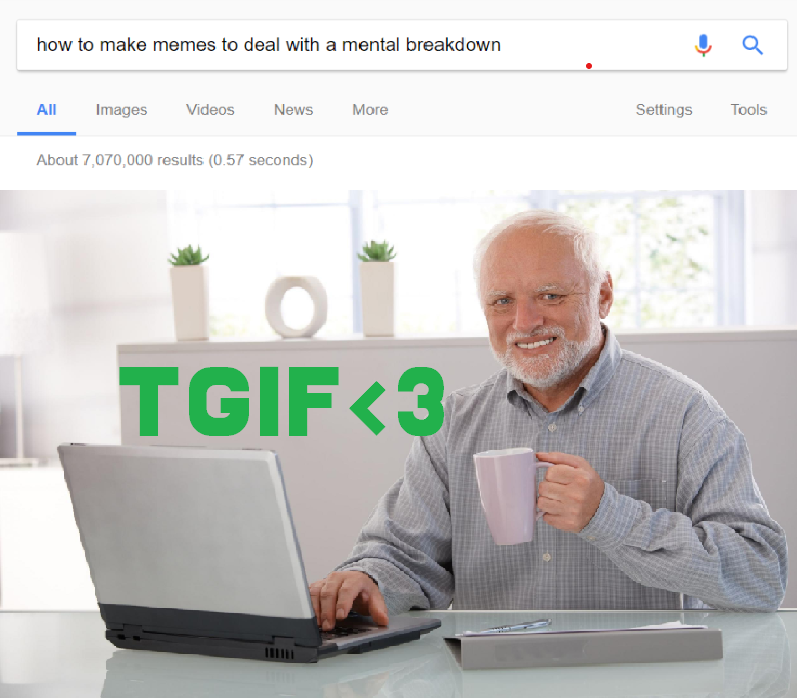 how to make memes to deal with a mental breakdown
All Images Videos News More Settings Tools
About 7,070,000 results (0.57 seconds)
TGIF<3